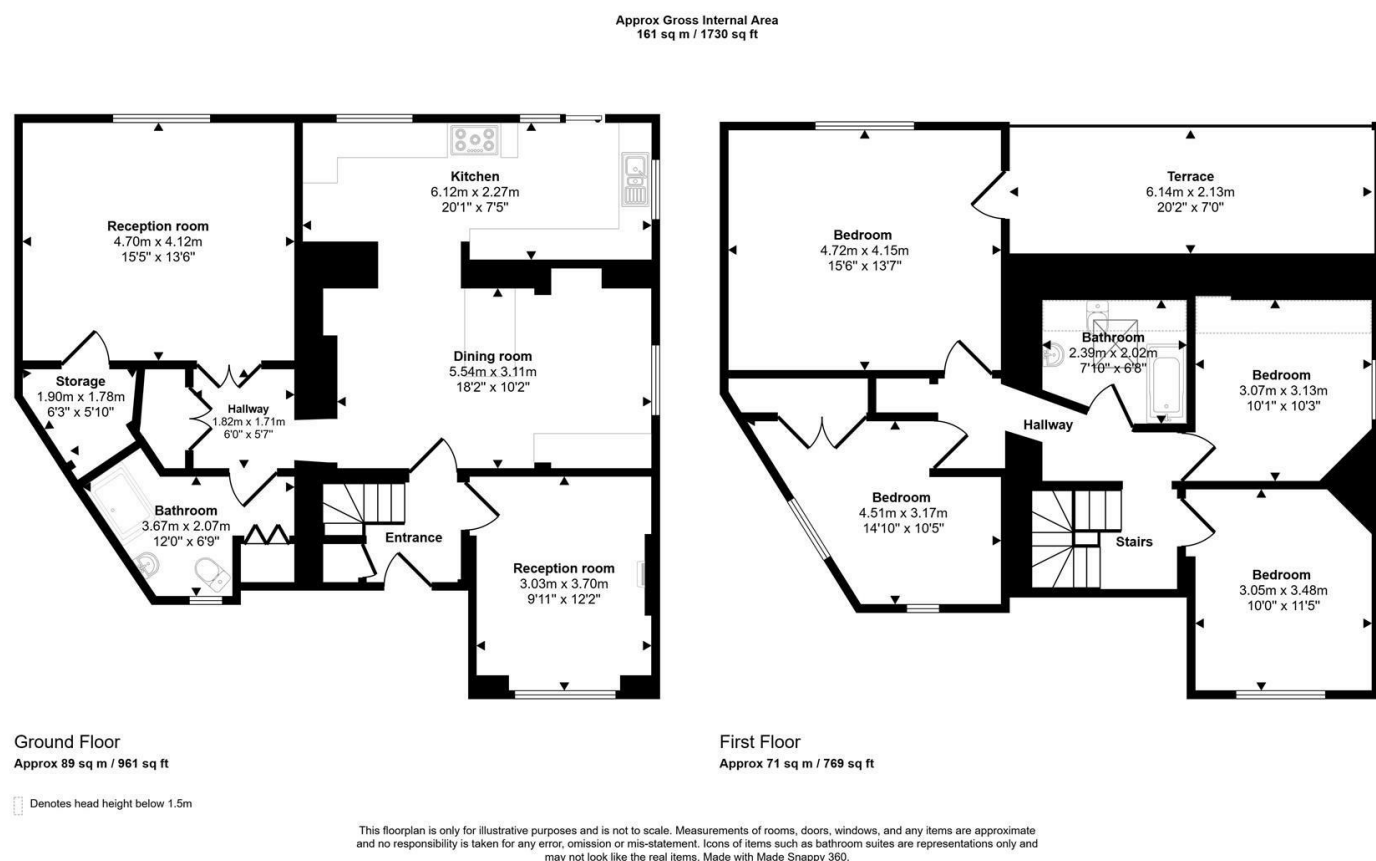 Approx Gross Internal Area
161 sq m / 1730 sq ft
Reception room
4.70m x 4.12m
15'5" x 13'6"
Kitchen
6.12m x 2.27m
20'1" x 7'5"
Storage
1.90m x 1.78m
6'3" x 5'10"
Hallway
1.82m x 1.71m
6'0" x 5'7"
Dining room
5.54m x 3.11m
18'2" x 10'2"
Bathroom
3.67m x 2.07m
12'0" x 6'9"
Entrance
Reception room
3.03m x 3.70m
9'11" x 12'2"
Ground Floor
Approx 89 sq m / 961 sq ft
Denotes head height below 1.5m
Bedroom
4.72m x 4.15m
15'6" x 13'7"
Terrace
6.14m x 2.13m
20'2" x 7'0"
Bathroom
2.39m x 2.02m
7'10" x 6'8"
Bedroom
3.07m x 3.13m
10'1" x 10'3"
Hallway
Bedroom
4.51m x 3.17m
14'10" x 10'5"
Stairs
Bedroom
3.05m x 3.48m
10'0" x 11'5"
First Floor
Approx 71 sq m / 769 sq ft
This floorplan is only for illustrative purposes and is not to scale. Measurements of rooms, doors, windows, and any items are approximate
and no responsibility is taken for any error, omission or mis-statement. Icons of items such as bathroom suites are representations only and
may not look like the real items. Made with Made Snappy 360.